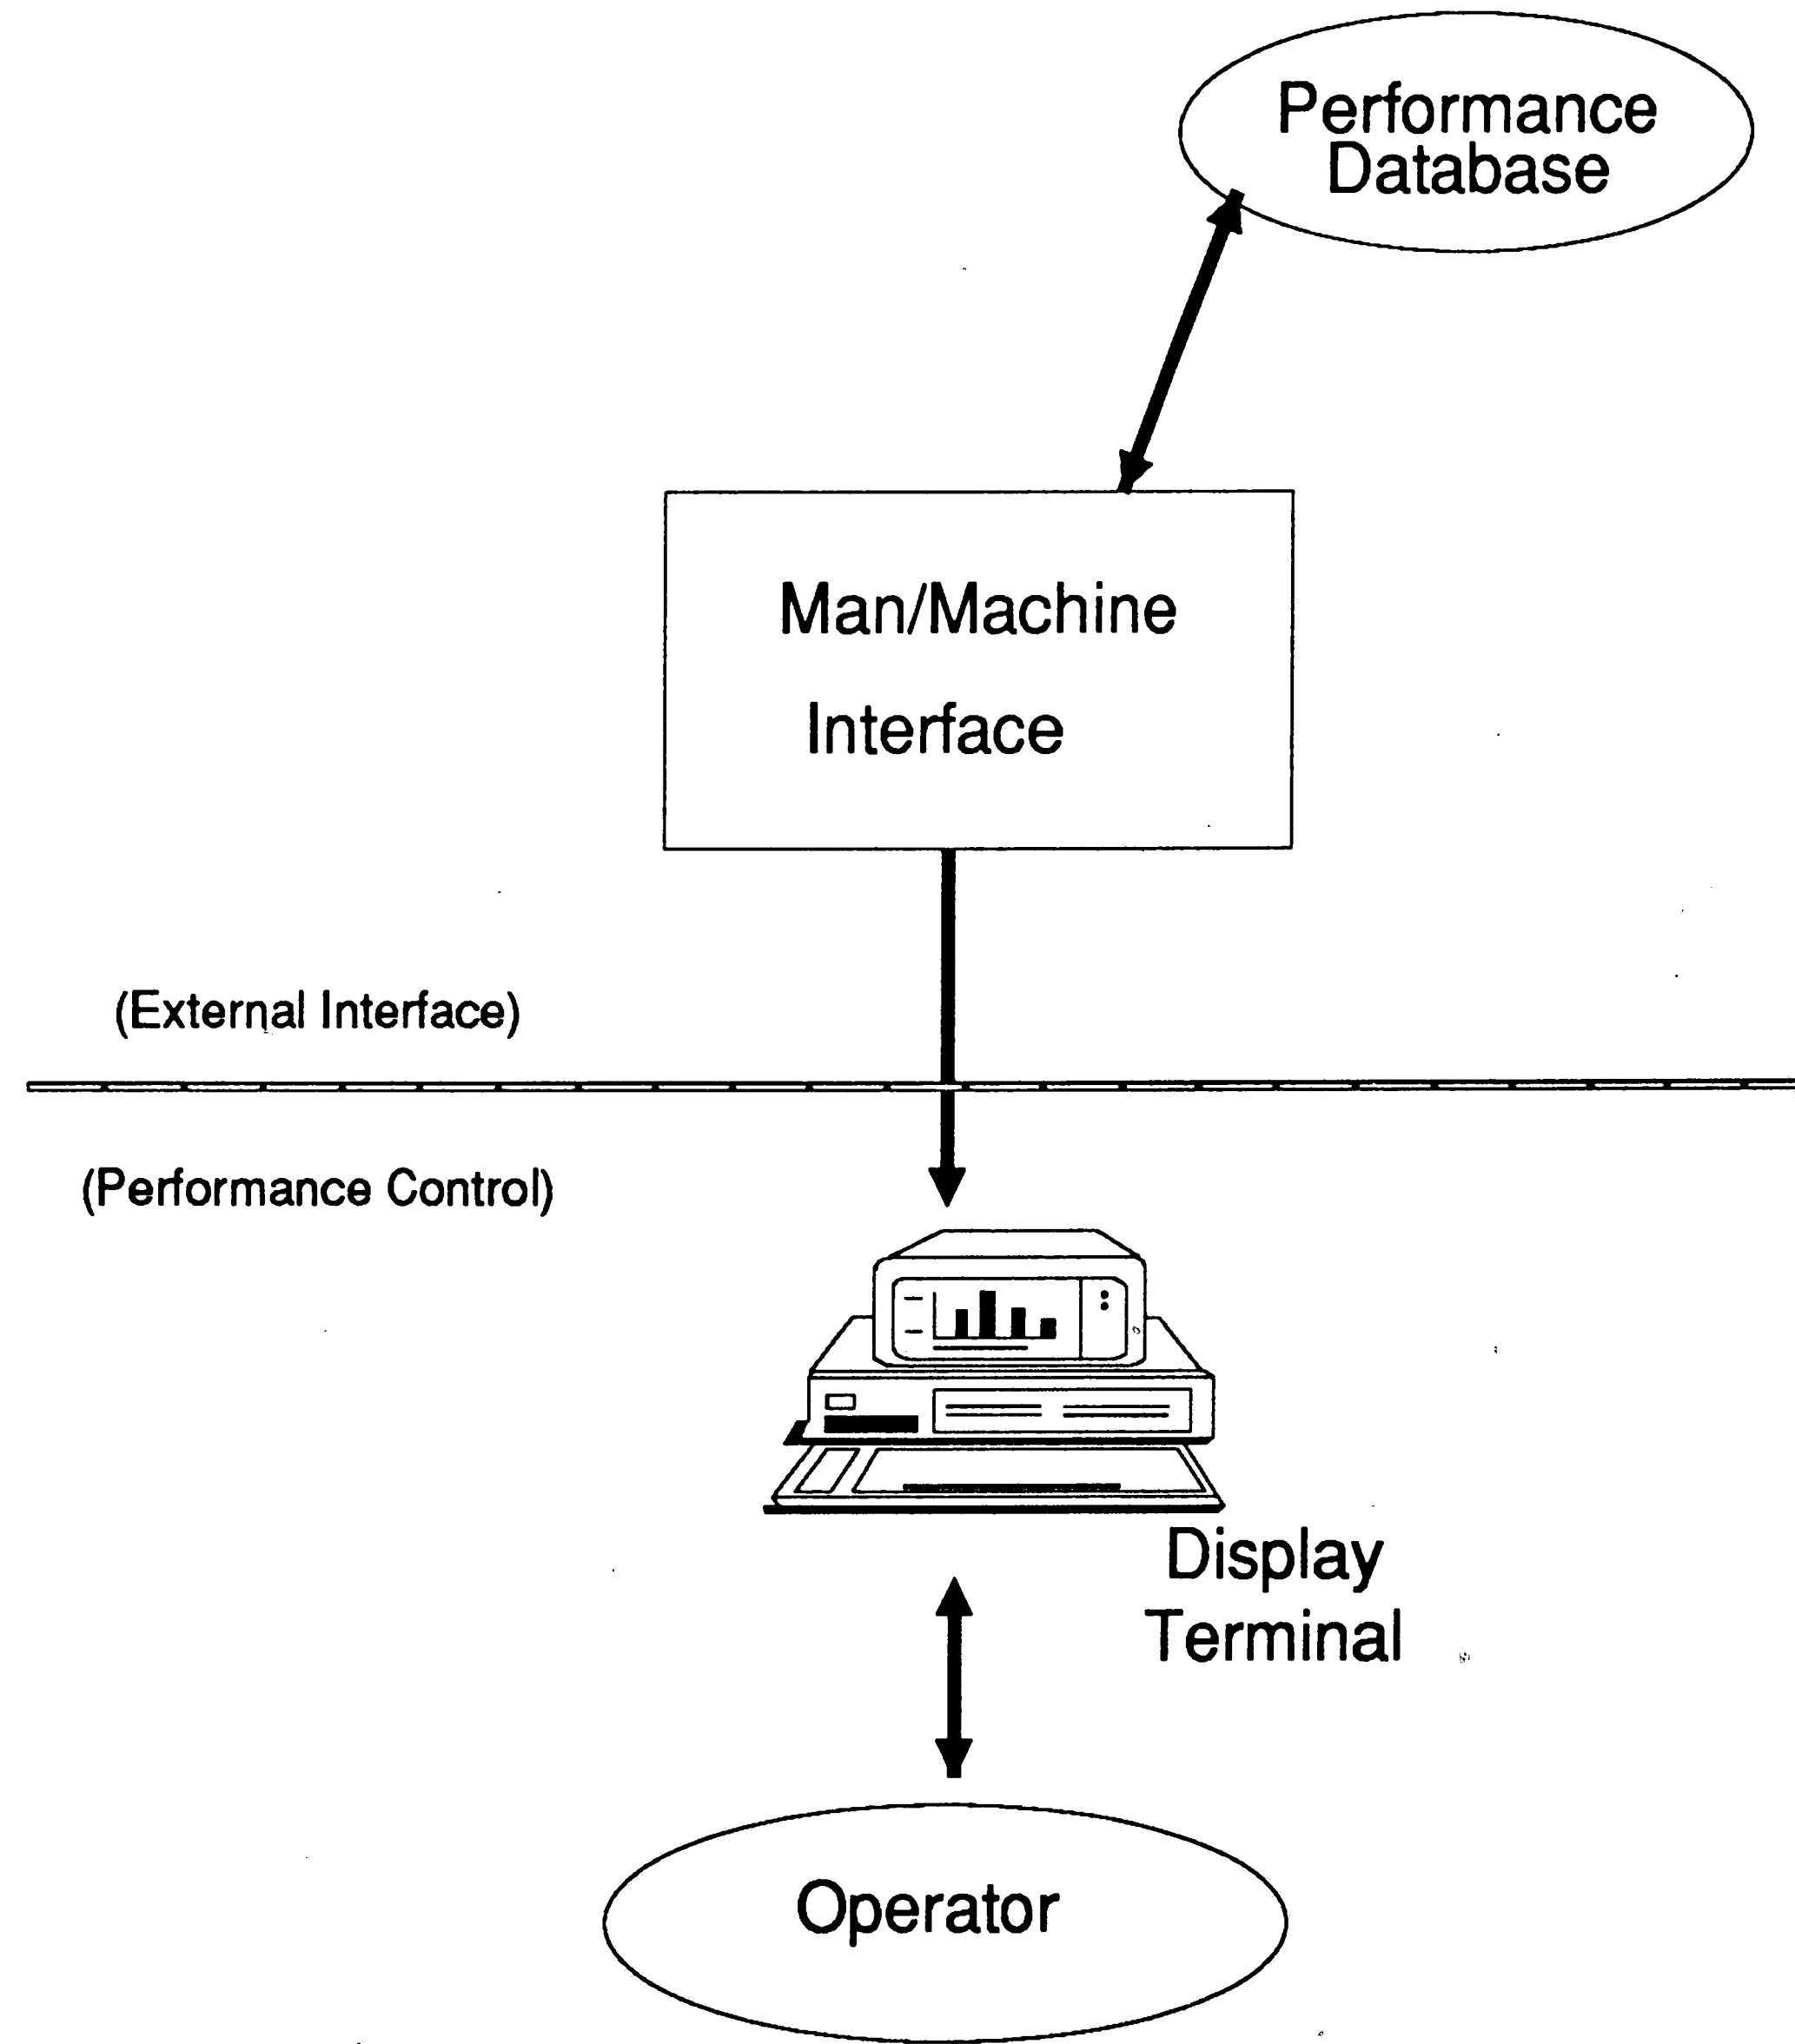 Performance
Database
Man/Machine
Interface
(External Interface)
(Performance Control)
Display
Terminal
Operator